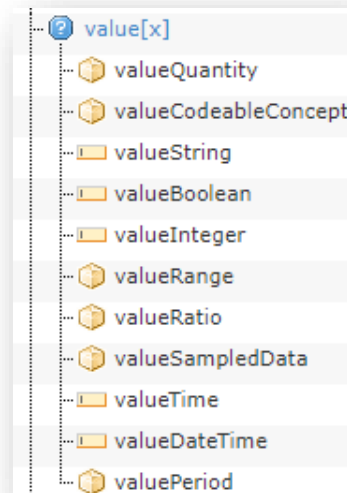 value[x]
valueQuantity
valueCodeableConcept
valueString
valueBoolean
valueInteger
valueRange
valueRatio
valueSampledData
valueTime
valueDateTime
valuePeriod